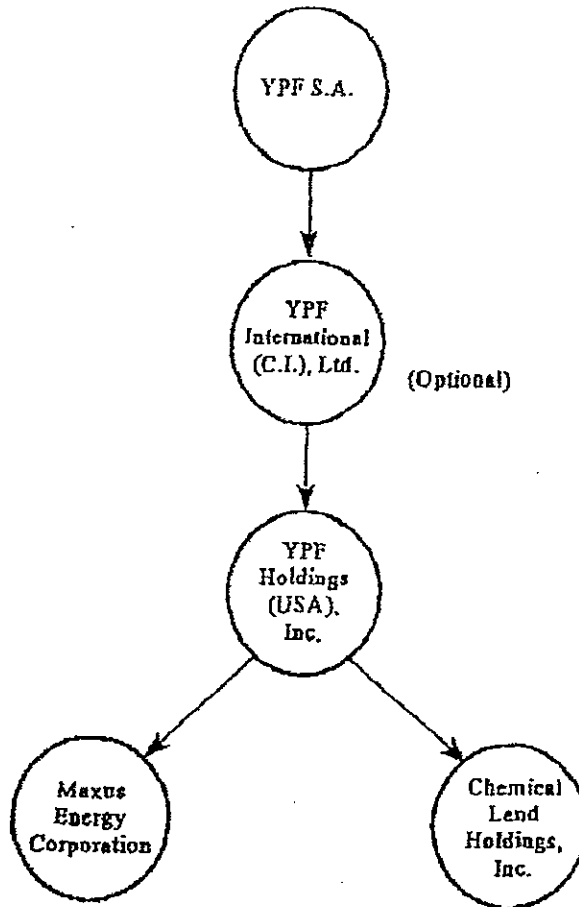 YPF S.A.
YPF
International
(C.I.), Ltd.
(Optional)
YPF
Holdings
(USA),
Inc.
Maxus
Energy
Corporation
Chemical
Land
Holdings,
Inc.